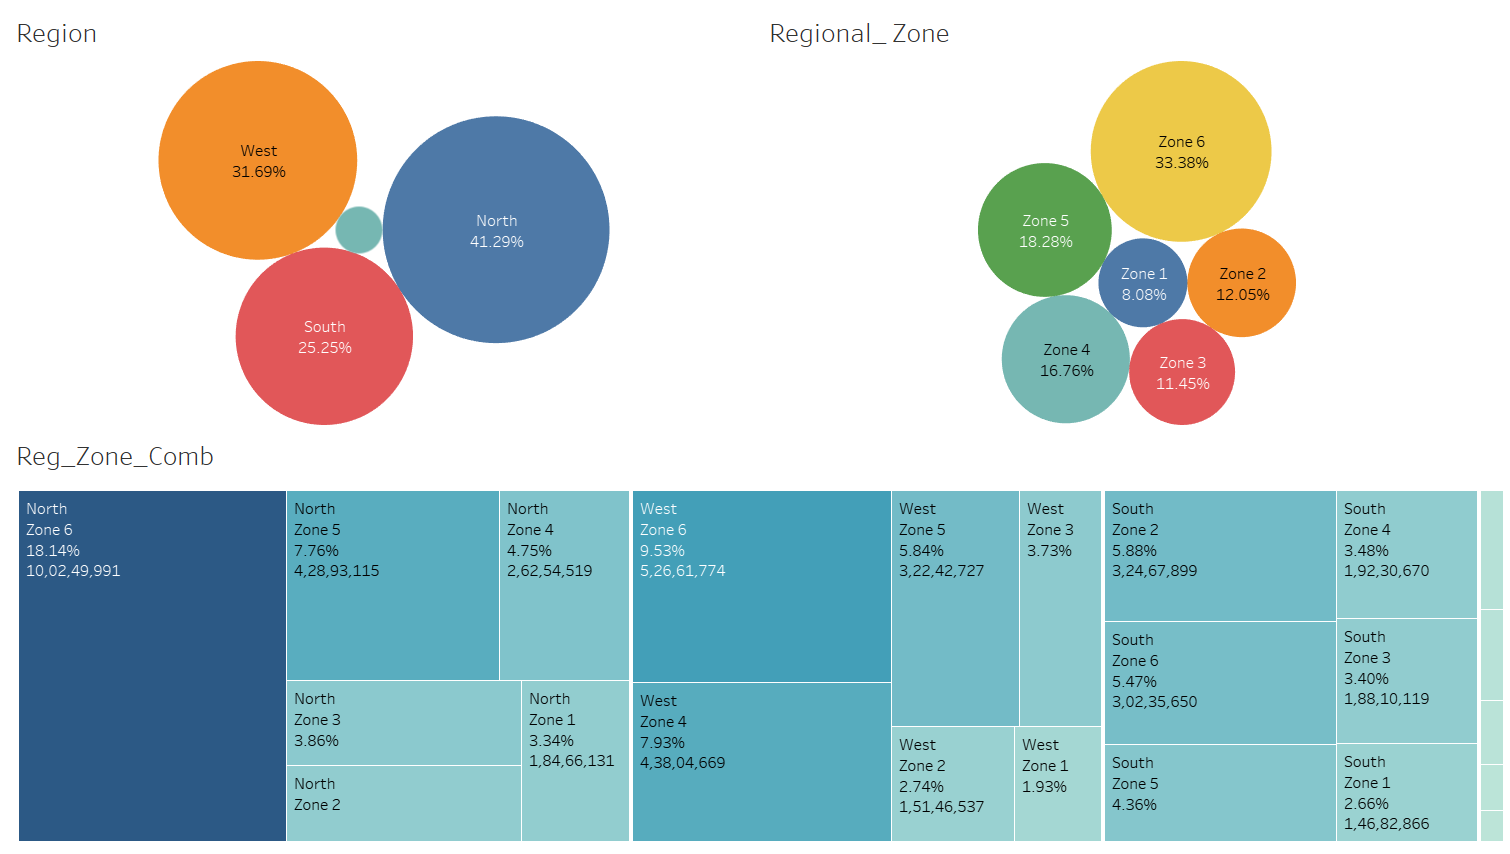 Region
Regional_ Zone
West
31.69%
North
41.29%
South
25.25%
Zone 6
33.38%
Zone 5
18.28%
Zone 1
8.08%
Zone 2
12.05%
Zone 4
16.76%
Zone 3
11.45%
Reg_Zone_Comb
North
Zone 6
18.14%
10,02,49,991
North
Zone 5
7.76%
4,28,93,115
North
Zone 4
4.75%
2,62,54,519
North
Zone 3
3.86%
North
Zone 2
North
Zone 1
3.34%
1,84,66,131
West
Zone 6
9.53%
5,26,61,774
West
Zone 4
7.93%
4,38,04,669
West
Zone 5
5.84%
3,22,42,727
West
Zone 3
3.73%
West
Zone 2
2.74%
1,51,46,537
West
Zone 1
1.93%
South
Zone 2
5.88%
3,24,67,899
South
Zone 6
5.47%
3,02,35,650
South
Zone 5
4.36%
South
Zone 4
3.48%
1,92,30,670
South
Zone 3
3.40%
1,88,10,119
South
Zone 1
2.66%
1,46,82,866